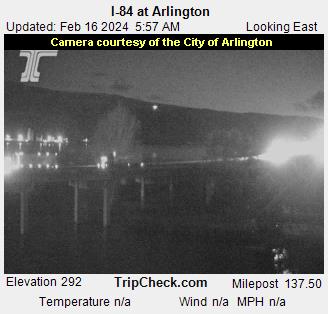 I-84 at Arlington
Updated: Feb 16 2024  5:57 AM Looking East
Camera courtesy of the City of Arlington
Elevation 292 TripCheck.com Milepost 137.50
Temperature n/a Wind n/a MPH n/a